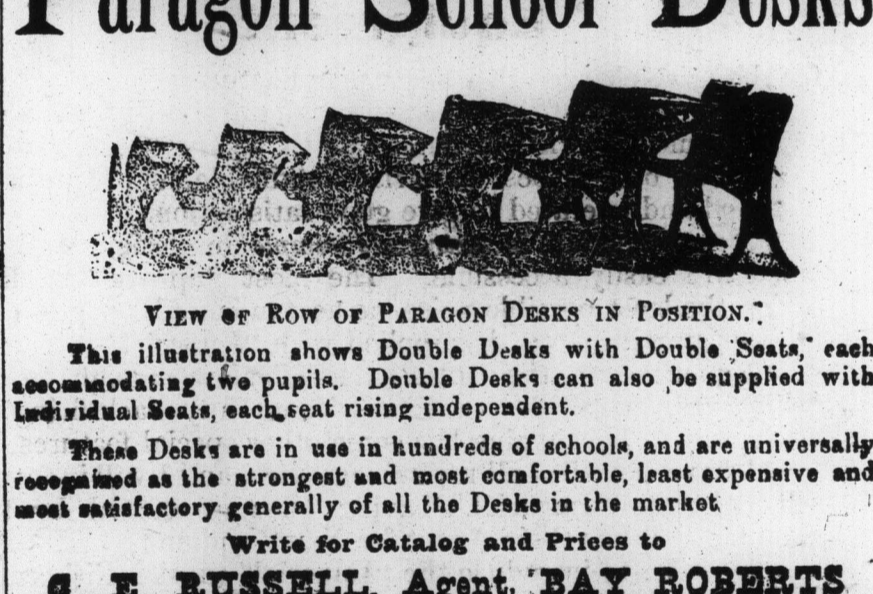 Paragon School Desks
VIEW OF ROW OF PARAGON DESKS IN POSITION.
This illustration shows Double Desks with Double Seats, each
accommodating two pupils. Double Desks can also be supplied with
Individual Seats, each seat rising independent.
These Desks are in use in hundreds of schools, and are universally
recognized as the strongest and most comfortable, least expensive and
most satisfactory generally of all the Desks in the market
Write for Catalog and Prices to
C. E. RUSSELL, Agent, BAY ROBERTS